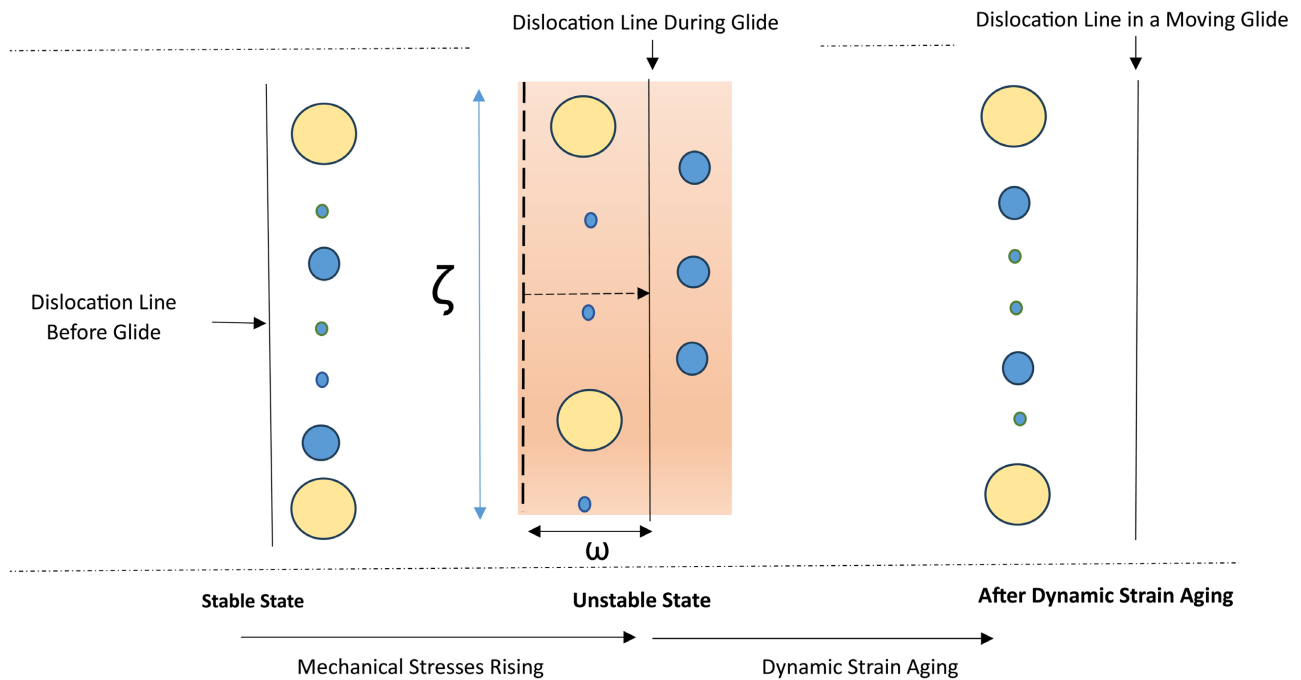 Dislocation Line During Glide
Dislocation Line in a Moving Glide
Dislocation Line
Before Glide
ζ
ω
Stable State
Unstable State
After Dynamic Strain Aging
Mechanical Stresses Rising
Dynamic Strain Aging